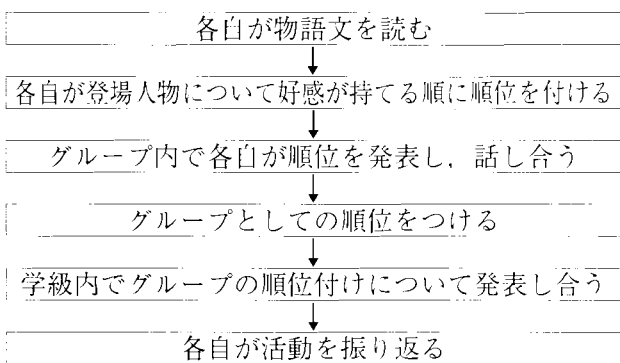 各自が物語文を読む
各自が登場人物について好感が持てる順に順位を付ける
グループ内で各自が順位を発表し，話し合う
グループとしての順位をつける
学級内でグループの順位付けについて発表し合う
各自が活動を振り返る